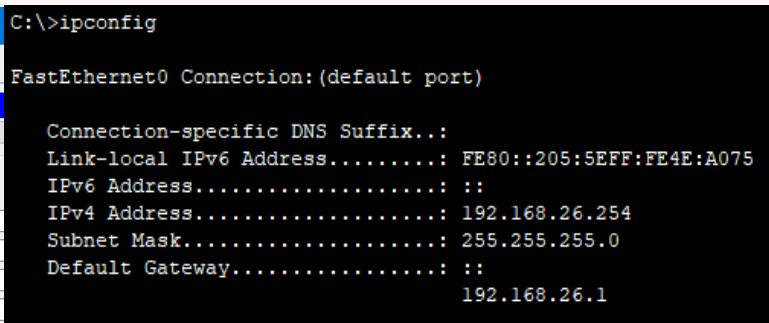 C:\>ipconfig
FastEthernet0 Connection:(default port)
Connection-specific DNS Suffix..:
Link-local IPv6 Address.........: FE80::205:5EFF:FE4E:A075
IPv6 Address....................: ::
IPv4 Address....................: 192.168.26.254
Subnet Mask.....................: 255.255.255.0
Default Gateway.................: ::
192.168.26.1